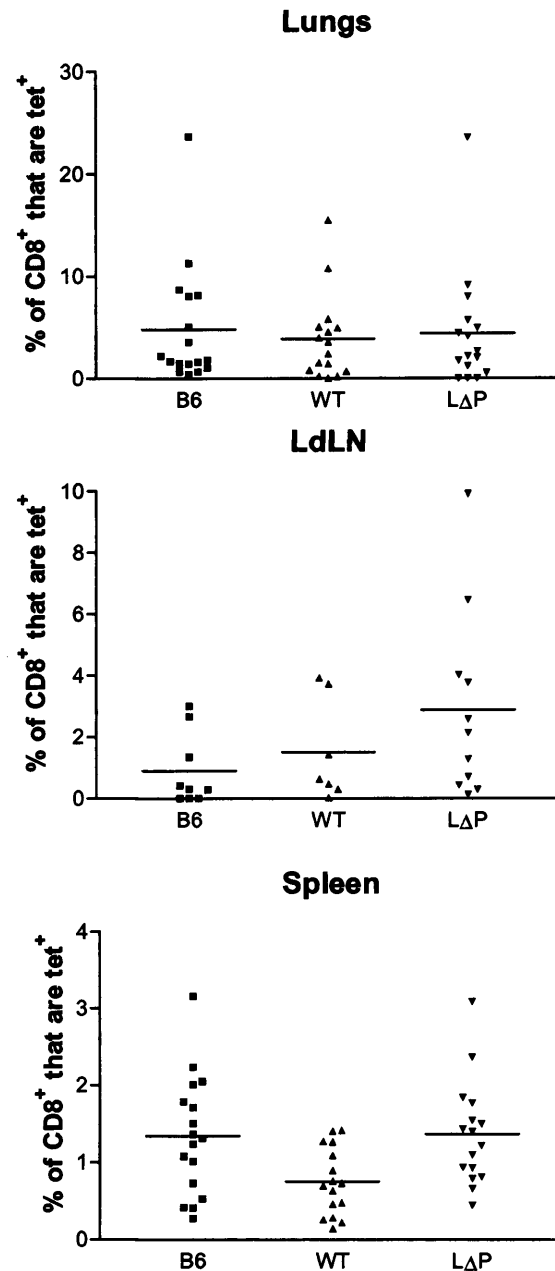 Lungs
% of CD8+ that are tet+
30
20
10
0
B6 WT LΔP
LdLN
% of CD8+ that are tet+
10
8
6
4
2
0
B6 WT LΔP
Spleen
% of CD8+ that are tet+
4
3
2
1
0
B6 WT LΔP